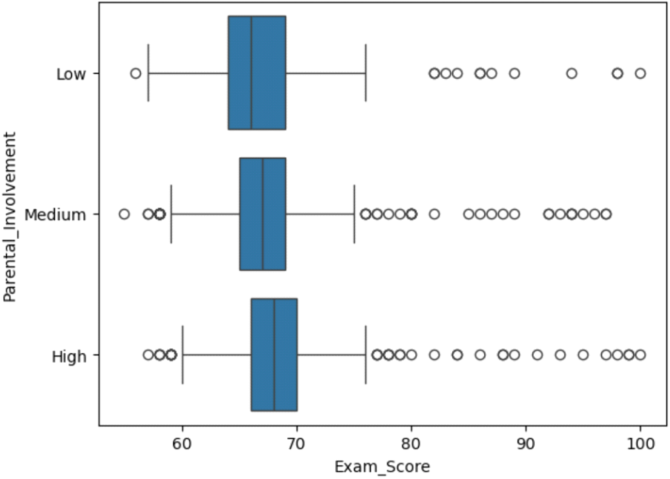 Parental_Involvement
Low
Medium
High
60 70 80 90 100
Exam_Score